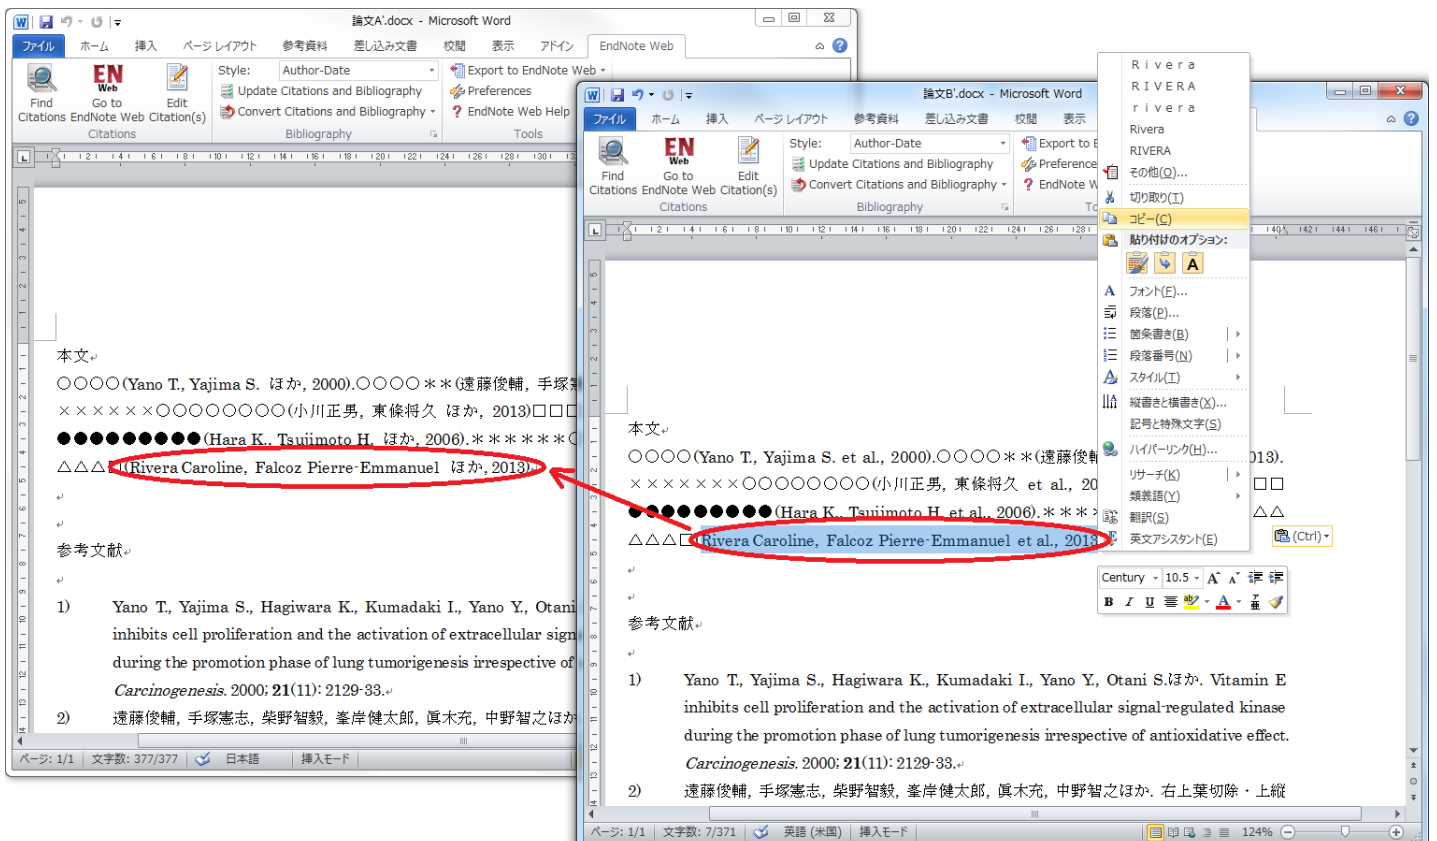 論文A'.docx - Microsoft Word
ファイル ホーム 挿入 ページ レイアウト 参考資料 差し込み文書 校閲 表示 アドイン EndNote Web
Find Citations
EN Web
Go to EndNote Web
Edit Citation(s)
Citations
Style: Author-Date
Update Citations and Bibliography
Convert Citations and Bibliography
Bibliography
Export to EndNote Web
Preferences
EndNote Web Help
Tools
本文
○○○○(Yano T., Yajima S. ほか, 2000).○○○○＊＊(遠藤俊輔, 手塚憲
××××××○○○○○○○○(小川正男, 東條将久 ほか, 2013)□□□
●●●●●●●●●(Hara K., Tsujimoto H. ほか, 2006).＊＊＊＊＊＊○
△△△□(Rivera Caroline, Falcoz Pierre-Emmanuel ほか, 2013)
参考文献
1) Yano T., Yajima S., Hagiwara K., Kumadaki I., Yano Y., Otani
inhibits cell proliferation and the activation of extracellular sign
during the promotion phase of lung tumorigenesis irrespective of
Carcinogenesis. 2000; 21(11): 2129-33.
2) 遠藤俊輔, 手塚憲志, 柴野智毅, 峯岸健太郎, 眞木充, 中野智之ほか
ページ: 1/1 文字数: 377/377 日本語 挿入モード
論文B'.docx - Microsoft Word
ファイル ホーム 挿入 ページ レイアウト 参考資料 差し込み文書 校閲 表示
Find Citations
EN Web
Go to EndNote Web
Edit Citation(s)
Citations
Style: Author-Date
Update Citations and Bibliography
Convert Citations and Bibliography
Bibliography
Export to E
Preference
EndNote W
To
本文
○○○○(Yano T., Yajima S. et al., 2000).○○○○＊＊(遠藤俊輔 013).
×××××××○○○○○○○○(小川正男, 東條将久 et al., 20 □□
●●●●●●●●●(Hara K., Tsujimoto H. et al., 2006).＊＊＊ △△
△△△□(Rivera Caroline, Falcoz Pierre-Emmanuel et al., 2013
参考文献
1) Yano T., Yajima S., Hagiwara K., Kumadaki I., Yano Y., Otani S.ほか. Vitamin E
inhibits cell proliferation and the activation of extracellular signal-regulated kinase
during the promotion phase of lung tumorigenesis irrespective of antioxidative effect.
Carcinogenesis. 2000; 21(11): 2129-33.
2) 遠藤俊輔, 手塚憲志, 柴野智毅, 峯岸健太郎, 眞木充, 中野智之ほか. 右上葉切除・上縦
ページ: 1/1 文字数: 7/371 英語 (米国) 挿入モード 124%
Ｒｉｖｅｒａ
ＲＩＶＥＲＡ
ｒｉｖｅｒａ
Rivera
RIVERA
その他(O)...
切り取り(T)
コピー(C)
貼り付けのオプション:
A
フォント(F)...
段落(P)...
箇条書き(B)
段落番号(N)
スタイル(T)
縦書きと横書き(X)...
記号と特殊文字(S)
ハイパーリンク(H)...
リサーチ(K)
類義語(Y)
翻訳(S)
英文アシスタント(E)
(Ctrl)
Century 10.5
B I U